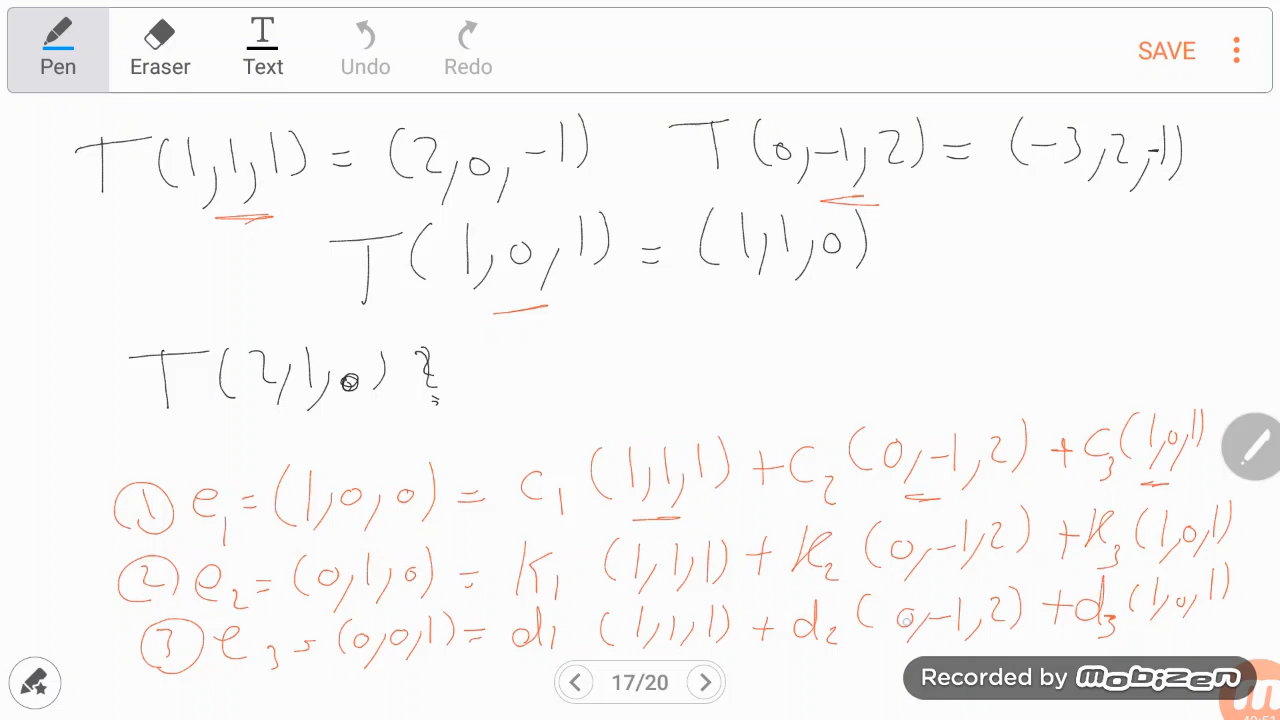 Pen Eraser Text Undo Redo SAVE
T(1,1,1) = (2,0,-1) T(0,-1,2) = (-3,2,-1)
T(1,0,1) = (1,1,0)
T(2,1,0)
① e₁ = (1,0,0) = c₁ (1,1,1) + c₂ (0,-1,2) + c₃ (1,0,1)
② e₂ = (0,1,0) = k₁ (1,1,1) + k₂ (0,-1,2) + k₃ (1,0,1)
③ e₃ = (0,0,1) = d₁ (1,1,1) + d₂ (0,-1,2) + d₃ (1,0,1)
17/20
Recorded by mobizen